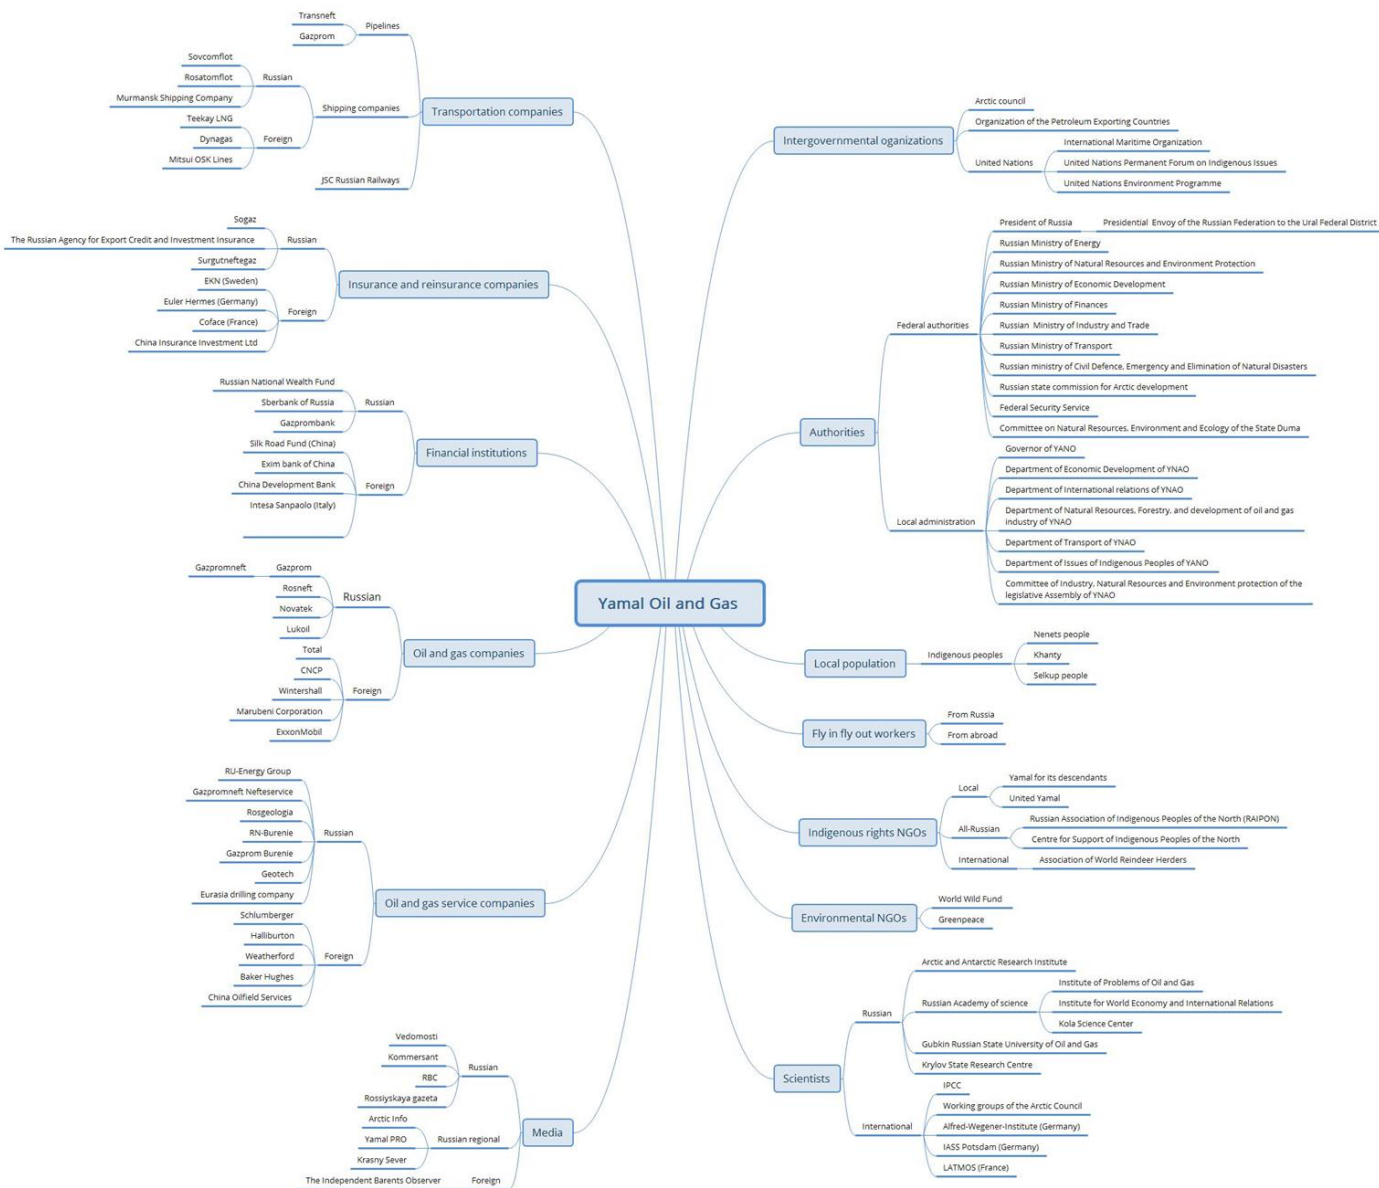 Yamal Oil and Gas
Transportation companies
Pipelines
Transneft
Gazprom
Shipping companies
Russian
Sovcomflot
Rosatomflot
Murmansk Shipping Company
Foreign
Teekay LNG
Dynagas
Mitsui OSK Lines
JSC Russian Railways
Insurance and reinsurance companies
Russian
Sogaz
The Russian Agency for Export Credit and Investment Insurance
Surgutneftegaz
Foreign
EKN (Sweden)
Euler Hermes (Germany)
Coface (France)
China Insurance Investment Ltd
Financial institutions
Russian
Russian National Wealth Fund
Sberbank of Russia
Gazprombank
Foreign
Silk Road Fund (China)
Exim bank of China
China Development Bank
Intesa Sanpaolo (Italy)
Oil and gas companies
Russian
Gazprom
Gazpromneft
Rosneft
Novatek
Lukoil
Foreign
Total
CNCP
Wintershall
Marubeni Corporation
ExxonMobil
Oil and gas service companies
Russian
RU-Energy Group
Gazpromneft Nefteservice
Rosgeologia
RN-Burenie
Gazprom Burenie
Geotech
Eurasia drilling company
Foreign
Schlumberger
Halliburton
Weatherford
Baker Hughes
China Oilfield Services
Media
Russian
Vedomosti
Kommersant
RBC
Rossiyskaya gazeta
Russian regional
Arctic Info
Yamal PRO
Krasny Sever
Foreign
The Independent Barents Observer
Intergovernmental oganizations
Arctic council
Organization of the Petroleum Exporting Countries
United Nations
International Maritime Organization
United Nations Permanent Forum on Indigenous Issues
United Nations Environment Programme
Authorities
Federal authorities
President of Russia
Presidential Envoy of the Russian Federation to the Ural Federal District
Russian Ministry of Energy
Russian Ministry of Natural Resources and Environment Protection
Russian Ministry of Economic Development
Russian Ministry of Finances
Russian Ministry of Industry and Trade
Russian Ministry of Transport
Russian ministry of Civil Defence, Emergency and Elimination of Natural Disasters
Russian state commission for Arctic development
Federal Security Service
Committee on Natural Resources, Environment and Ecology of the State Duma
Local administration
Governor of YANO
Department of Economic Development of YNAO
Department of International relations of YNAO
Department of Natural Resources, Forestry, and development of oil and gas
industry of YNAO
Department of Transport of YNAO
Department of Issues of Indigenous Peoples of YANO
Committee of Industry, Natural Resources and Environment protection of the
legislative Assembly of YNAO
Local population
Indigenous peoples
Nenets people
Khanty
Selkup people
Fly in fly out workers
From Russia
From abroad
Indigenous rights NGOs
Local
Yamal for its descendants
United Yamal
All-Russian
Russian Association of Indigenous Peoples of the North (RAIPON)
Centre for Support of Indigenous Peoples of the North
International
Association of World Reindeer Herders
Environmental NGOs
World Wild Fund
Greenpeace
Scientists
Russian
Arctic and Antarctic Research Institute
Russian Academy of science
Institute of Problems of Oil and Gas
Institute for World Economy and International Relations
Kola Science Center
Gubkin Russian State University of Oil and Gas
Krylov State Research Centre
International
IPCC
Working groups of the Arctic Council
Alfred-Wegener-Institute (Germany)
IASS Potsdam (Germany)
LATMOS (France)